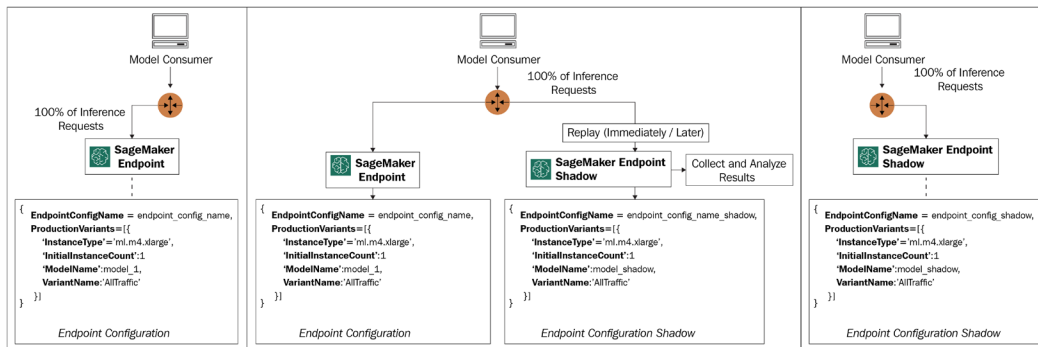 Model Consumer
100% of Inference
Requests
SageMaker
Endpoint
{
EndpointConfigName = endpoint_config_name,
ProductionVariants=[{
‘InstanceType’=’ml.m4.xlarge’,
‘InitialInstanceCount’:1
‘ModelName’:model_1,
VariantName:’AllTraffic’
}]
}
Endpoint Configuration
Model Consumer
100% of Inference
Requests
Replay (Immediately / Later)
SageMaker
Endpoint
SageMaker Endpoint
Shadow
Collect and Analyze
Results
{
EndpointConfigName = endpoint_config_name,
ProductionVariants=[{
‘InstanceType’=’ml.m4.xlarge’,
‘InitialInstanceCount’:1
‘ModelName’:model_1,
VariantName:’AllTraffic’
}]
}
Endpoint Configuration
{
EndpointConfigName = endpoint_config_name_shadow,
ProductionVariants=[{
‘InstanceType’=’ml.m4.xlarge’,
‘InitialInstanceCount’:1
‘ModelName’:model_shadow,
VariantName:’AllTraffic’
}]
}
Endpoint Configuration Shadow
Model Consumer
100% of Inference
Requests
SageMaker Endpoint
Shadow
{
EndpointConfigName = endpoint_config_shadow,
ProductionVariants=[{
‘InstanceType’=’ml.m4.xlarge’,
‘InitialInstanceCount’:1
‘ModelName’:model_shadow,
VariantName:’AllTraffic’
}]
}
Endpoint Configuration Shadow